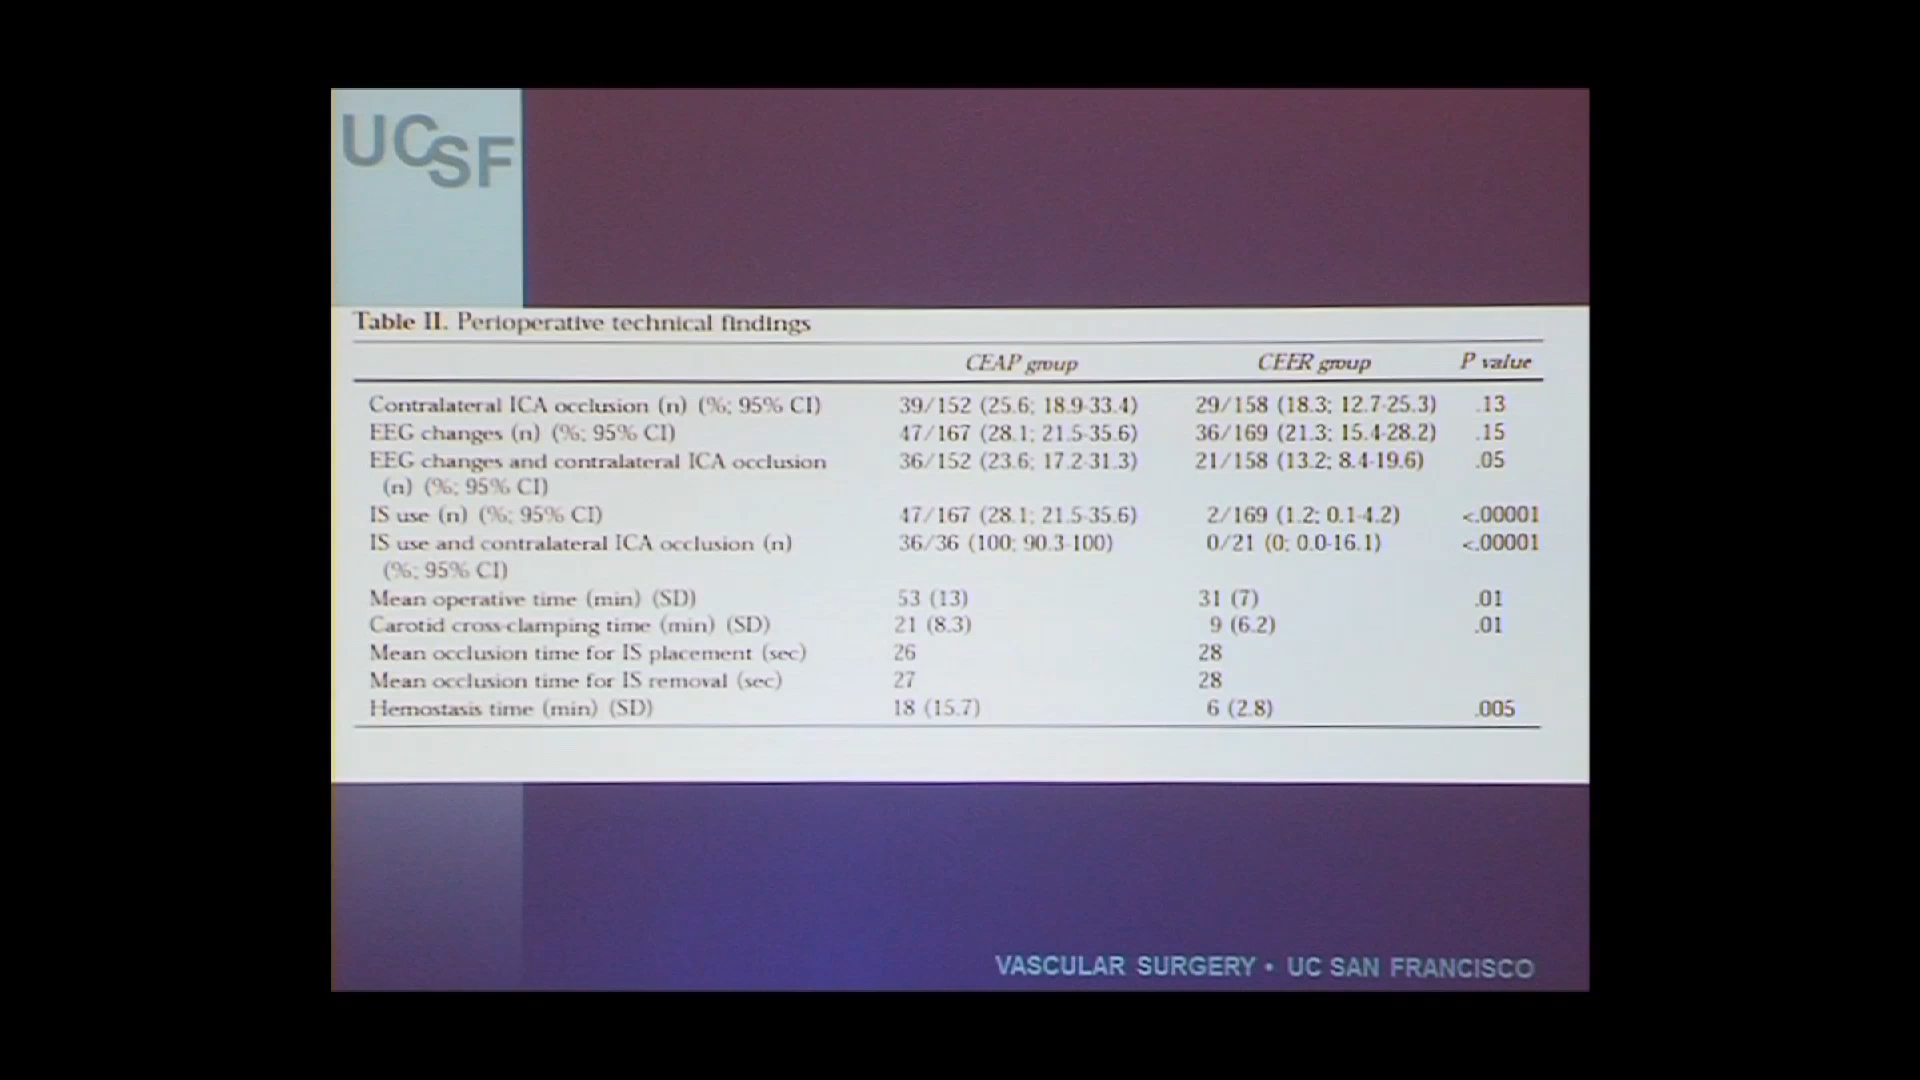 UCSF
Table II. Perioperative technical findings
CEAP group CEER group P value
Contralateral ICA occlusion (n) (%; 95% CI) 39/152 (25.6; 18.9-33.4) 29/158 (18.3; 12.7-25.3) .13
EEG changes (n) (%; 95% CI) 47/167 (28.1; 21.5-35.6) 36/169 (21.3; 15.4-28.2) .15
EEG changes and contralateral ICA occlusion 36/152 (23.6; 17.2-31.3) 21/158 (13.2; 8.4-19.6) .05
(n) (%; 95% CI)
IS use (n) (%; 95% CI) 47/167 (28.1; 21.5-35.6) 2/169 (1.2; 0.1-4.2) <.00001
IS use and contralateral ICA occlusion (n) 36/36 (100; 90.3-100) 0/21 (0; 0.0-16.1) <.00001
(%; 95% CI)
Mean operative time (min) (SD) 53 (13) 31 (7) .01
Carotid cross-clamping time (min) (SD) 21 (8.3) 9 (6.2) .01
Mean occlusion time for IS placement (sec) 26 28
Mean occlusion time for IS removal (sec) 27 28
Hemostasis time (min) (SD) 18 (15.7) 6 (2.8) .005
VASCULAR SURGERY • UC SAN FRANCISCO